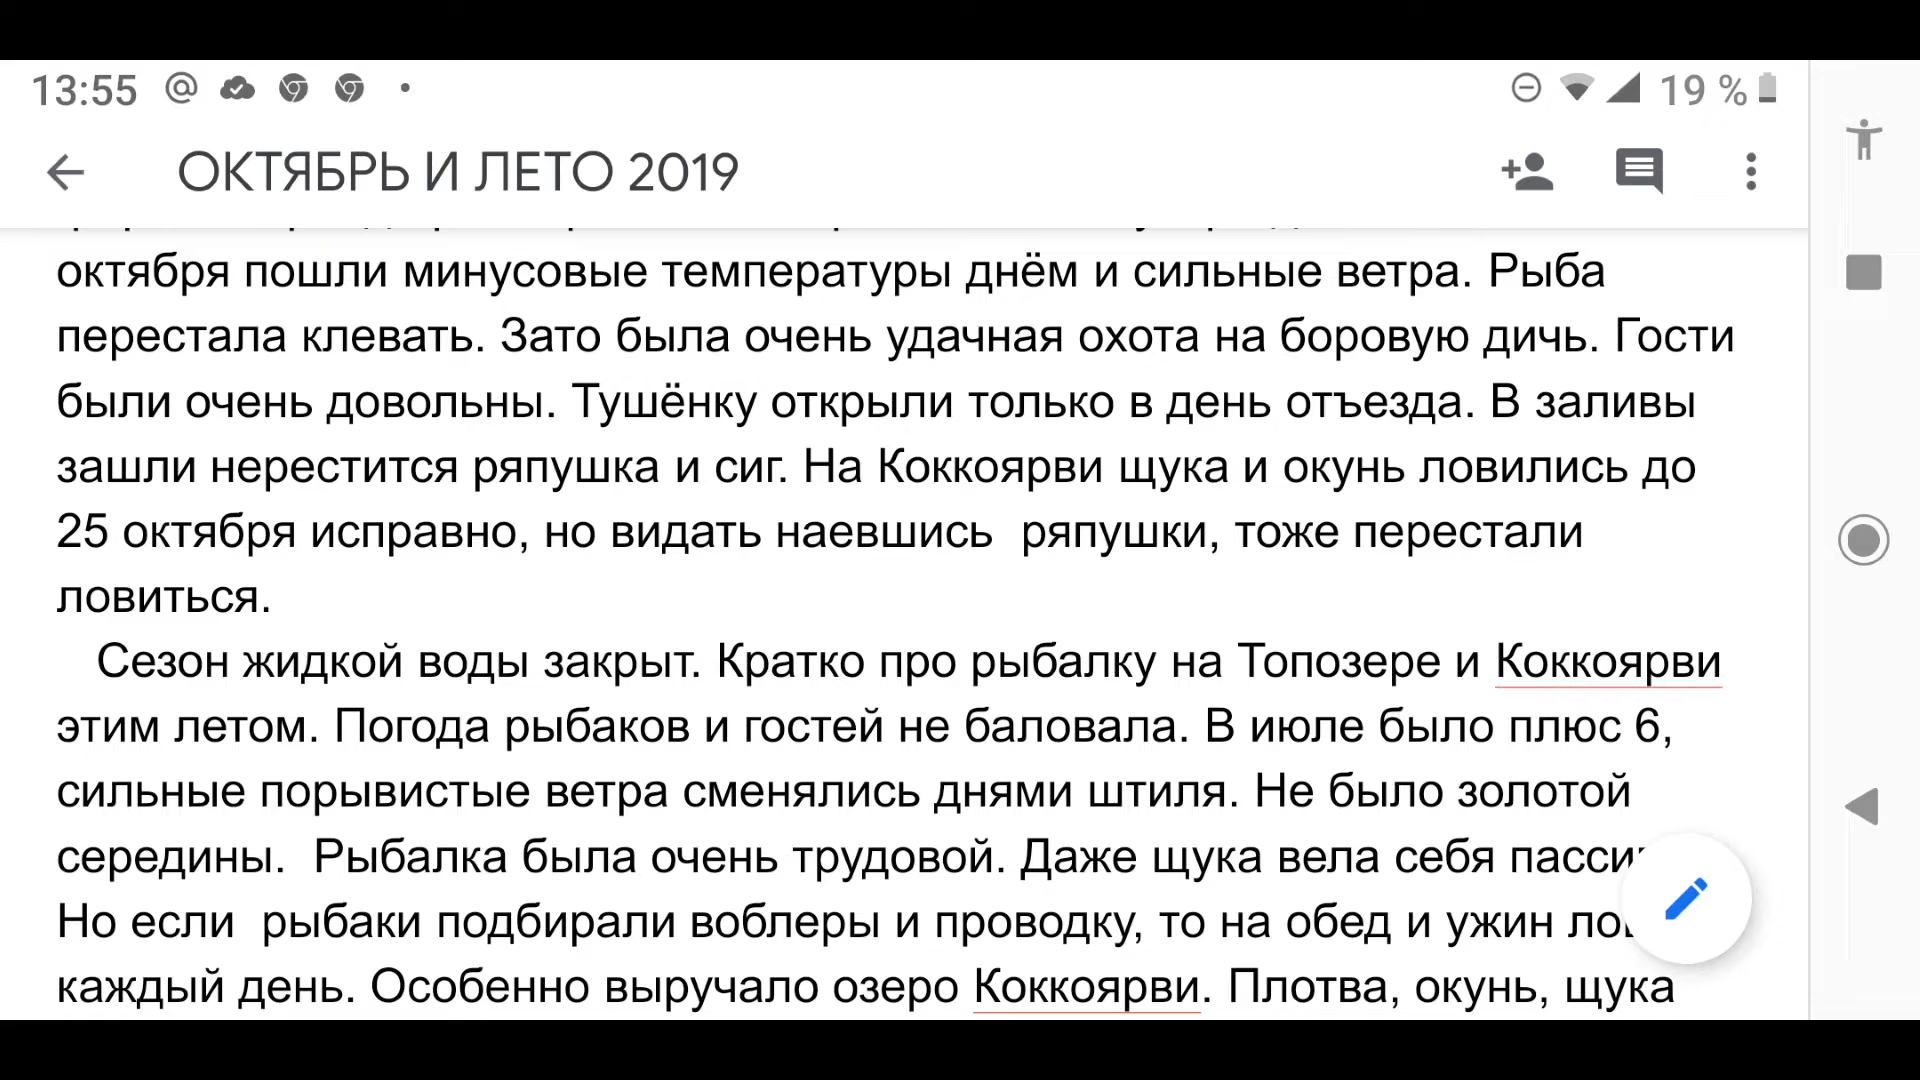 13:55
19 %
ОКТЯБРЬ И ЛЕТО 2019
октября пошли минусовые температуры днём и сильные ветра. Рыба
перестала клевать. Зато была очень удачная охота на боровую дичь. Гости
были очень довольны. Тушёнку открыли только в день отъезда. В заливы
зашли нерестится ряпушка и сиг. На Коккоярви щука и окунь ловились до
25 октября исправно, но видать наевшись  ряпушки, тоже перестали
ловиться.
Сезон жидкой воды закрыт. Кратко про рыбалку на Топозере и Коккоярви
этим летом. Погода рыбаков и гостей не баловала. В июле было плюс 6,
сильные порывистые ветра сменялись днями штиля. Не было золотой
середины.  Рыбалка была очень трудовой. Даже щука вела себя
Но если  рыбаки подбирали воблеры и проводку, то на обед и ужин
каждый день. Особенно выручало озеро Коккоярви. Плотва, окунь, щука